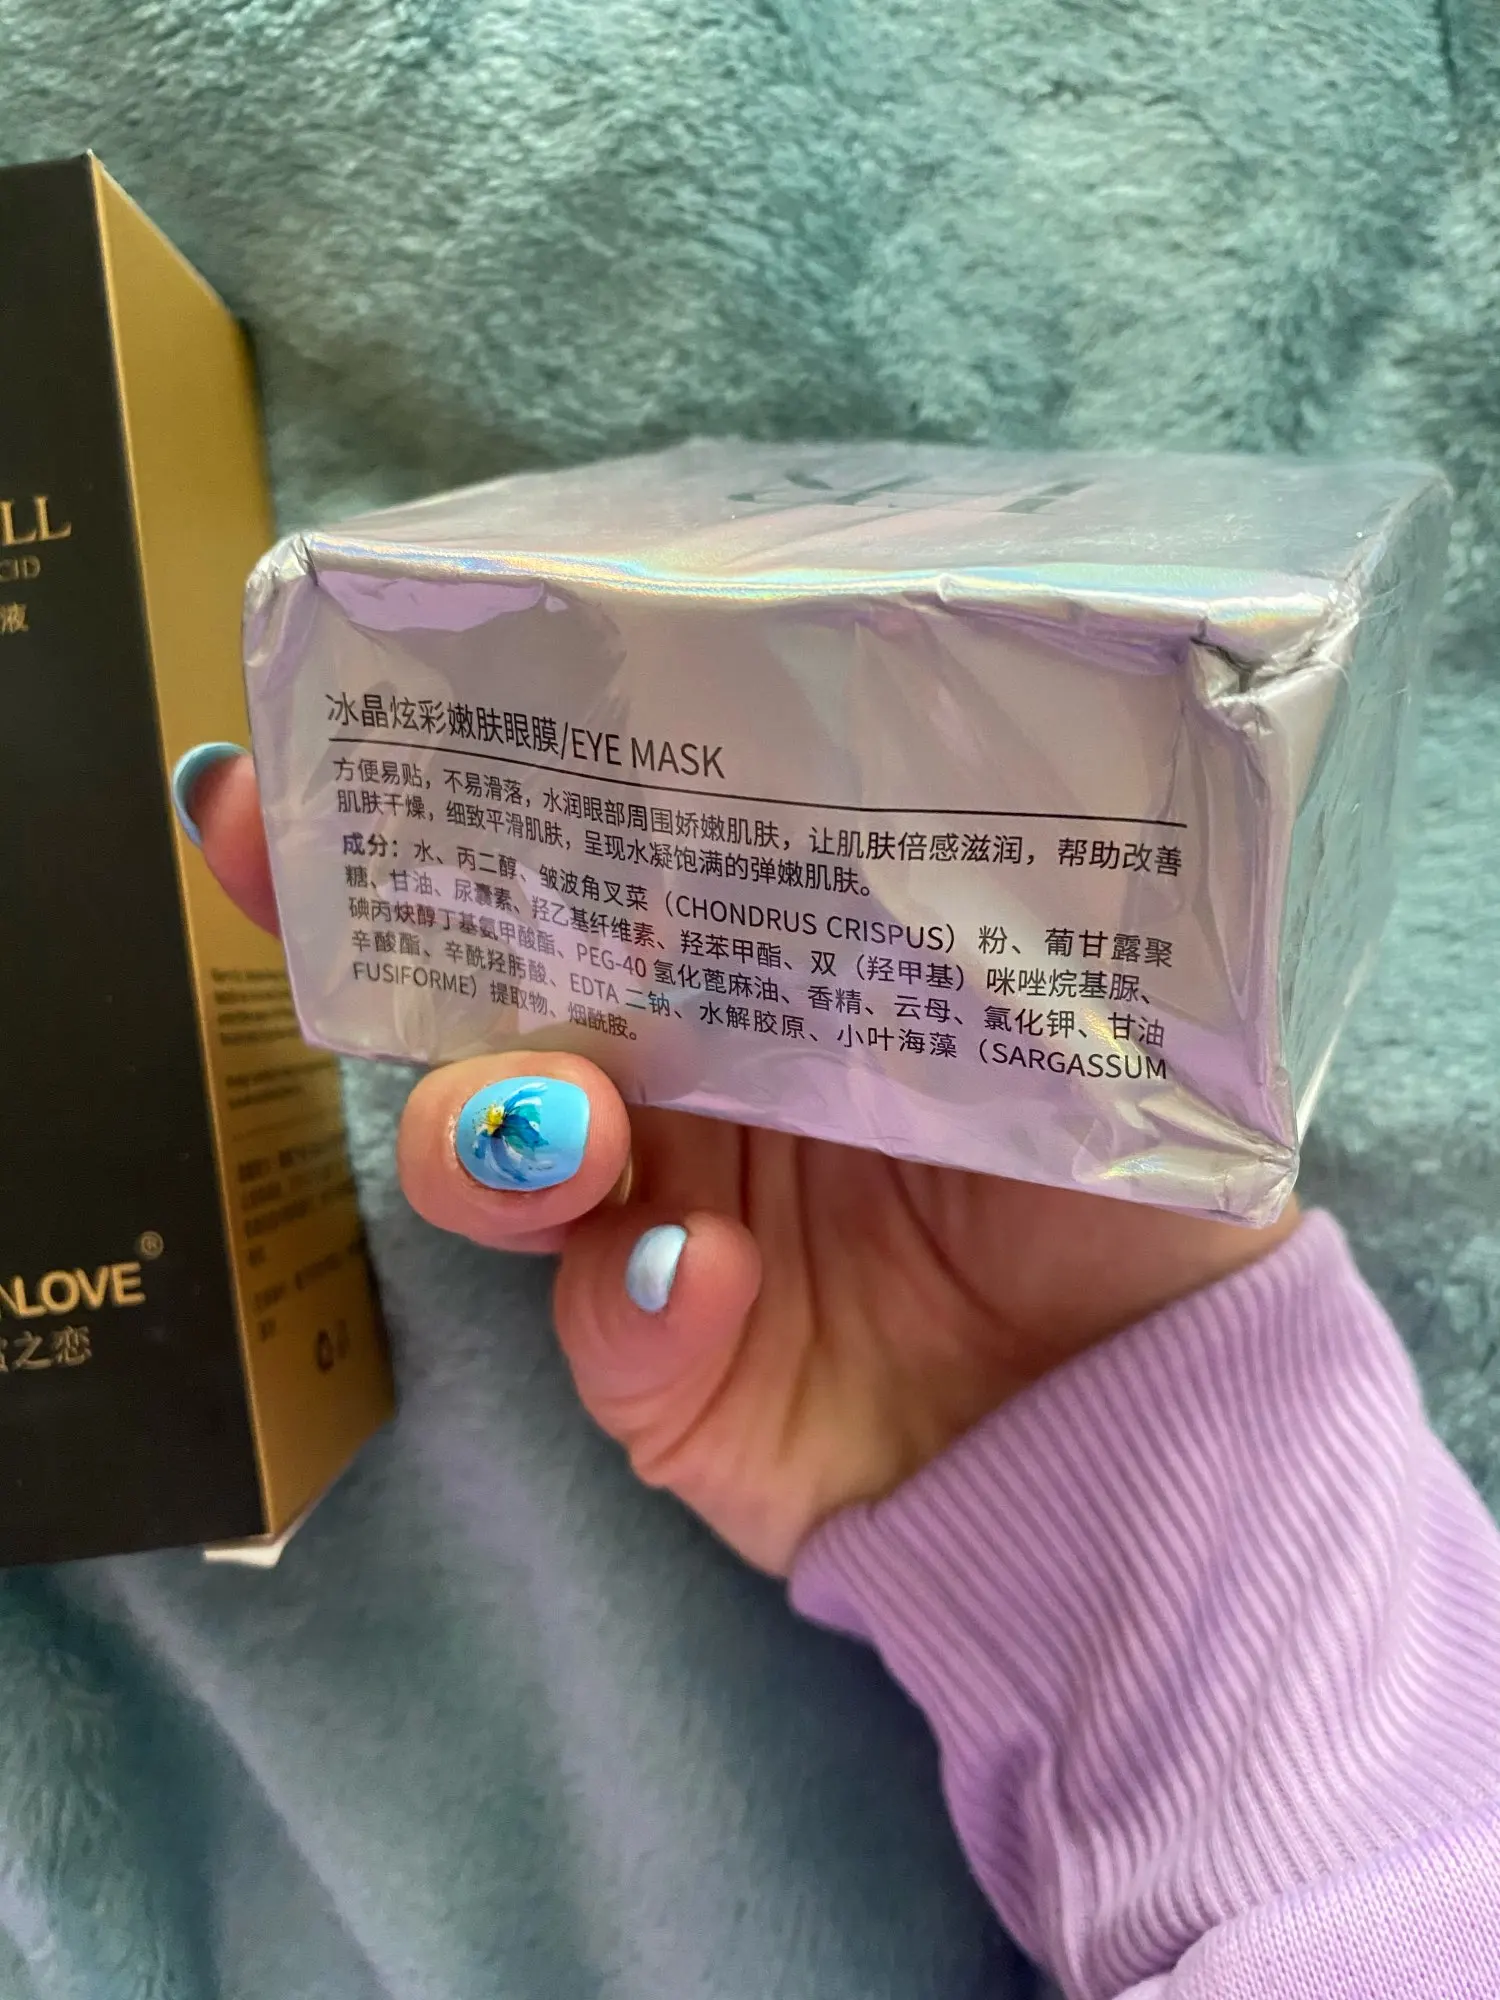 LL
CID
液
LOVE®
之恋
冰晶炫彩嫩肤眼膜/EYE MASK
方便易贴，不易滑落，水润眼部周围娇嫩肌肤，让肌肤倍感滋润，帮助改善
肌肤干燥，细致平滑肌肤，呈现水凝饱满的弹嫩肌肤。
成分：水、丙二醇、皱波角叉菜（CHONDRUS CRISPUS）粉、葡甘露聚
糖、甘油、尿囊素、羟乙基纤维素、羟苯甲酯、双（羟甲基）咪唑烷基脲、
碘丙炔醇丁基氨甲酸酯、PEG-40 氢化蓖麻油、香精、云母、氯化钾、甘油
辛酸酯、辛酰羟肟酸、EDTA 二钠、水解胶原、小叶海藻（SARGASSUM
FUSIFORME）提取物、烟酰胺。